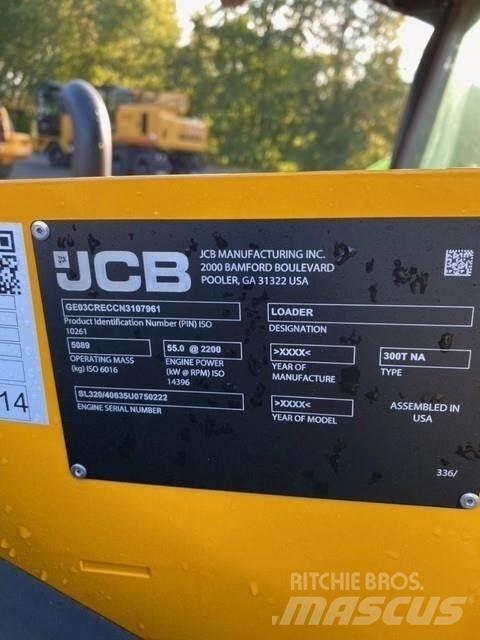 JCB
JCB MANUFACTURING INC.
2000 BAMFORD BOULEVARD
POOLER, GA 31322 USA
GE03CRECCN3107961
Product Identification Number (PIN) ISO
10261
LOADER
DESIGNATION
5089
OPERATING MASS
(kg) ISO 6016
55.0 @ 2200
ENGINE POWER
(kW @ RPM) ISO
14396
>XXXX<
YEAR OF
MANUFACTURE
300T NA
TYPE
SL320/40635U0750222
ENGINE SERIAL NUMBER
>XXXX<
YEAR OF MODEL
ASSEMBLED IN
USA
336/
14
RITCHIE BROS.
MASCUS